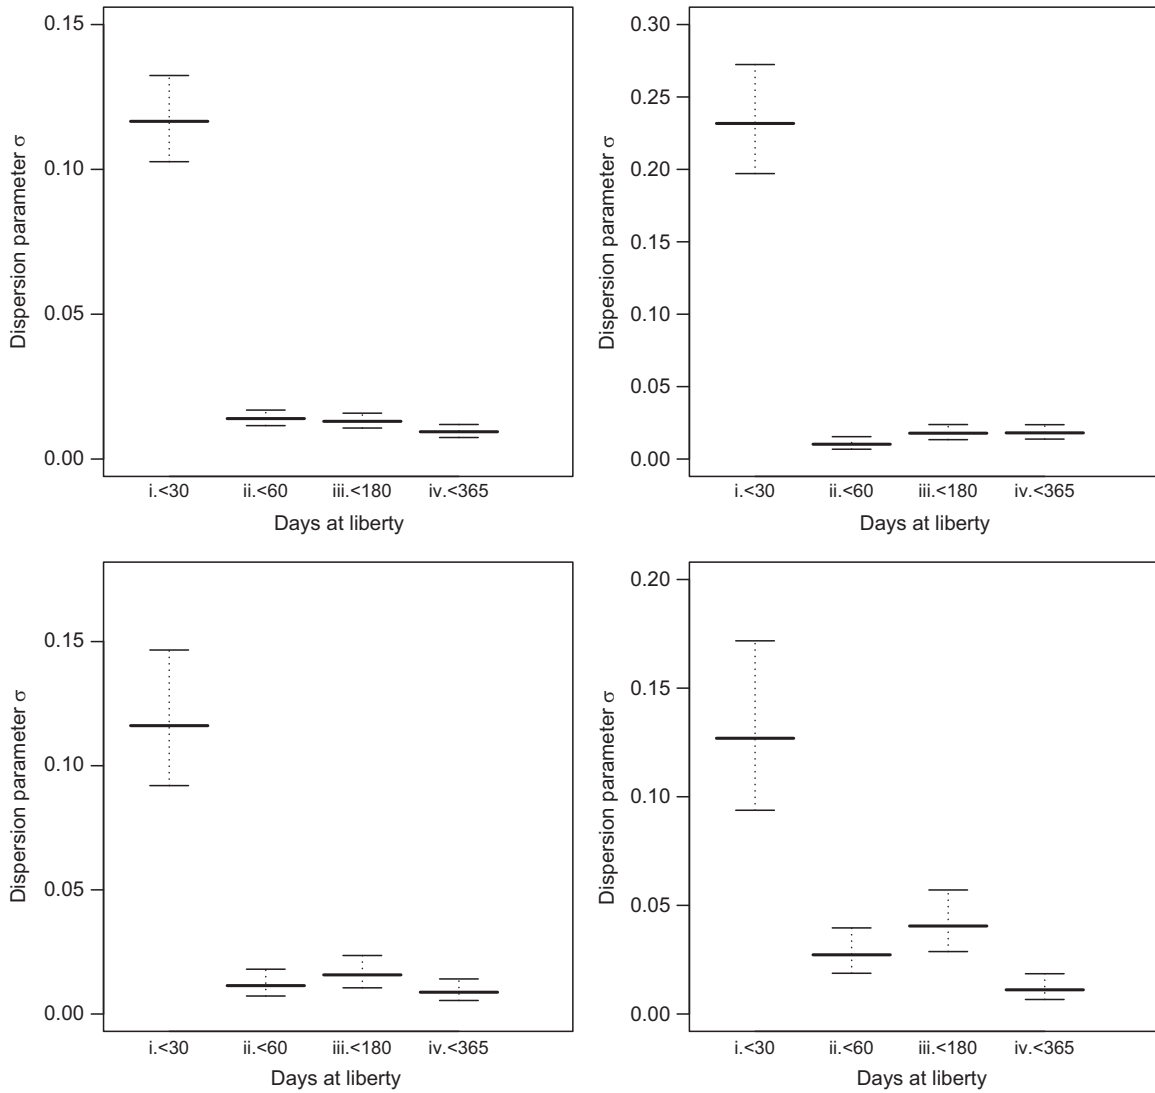 Dispersion parameter σ
0.15
0.10
0.05
0.00
i.<30 ii.<60 iii.<180 iv.<365
Days at liberty
Dispersion parameter σ
0.30
0.25
0.20
0.15
0.10
0.05
0.00
i.<30 ii.<60 iii.<180 iv.<365
Days at liberty
Dispersion parameter σ
0.15
0.10
0.05
0.00
i.<30 ii.<60 iii.<180 iv.<365
Days at liberty
Dispersion parameter σ
0.20
0.15
0.10
0.05
0.00
i.<30 ii.<60 iii.<180 iv.<365
Days at liberty